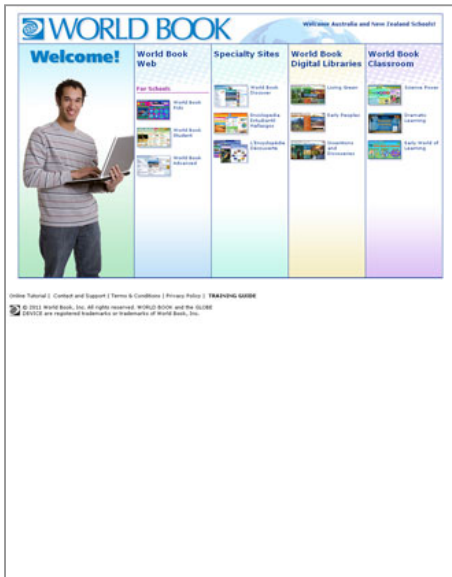 WORLD BOOK
Welcome Australia and New Zealand Schools!
Welcome!
World Book
Web
For Schools
World Book
Kids
World Book
Student
World Book
Advanced
Specialty Sites
World Book
Discover
Enciclopedia
Estudiantil
Hallazgos
L'Encyclopédie
Découverte
World Book
Digital Libraries
Living Green
Early Peoples
Inventions
and
Discoveries
World Book
Classroom
Science Power
Dramatic
Learning
Early World of
Learning
Online Tutorial | Contact and Support | Terms & Conditions | Privacy Policy | TRAINING GUIDE
© 2011 World Book, Inc. All rights reserved. WORLD BOOK and the GLOBE
DEVICE are registered trademarks or trademarks of World Book, Inc.